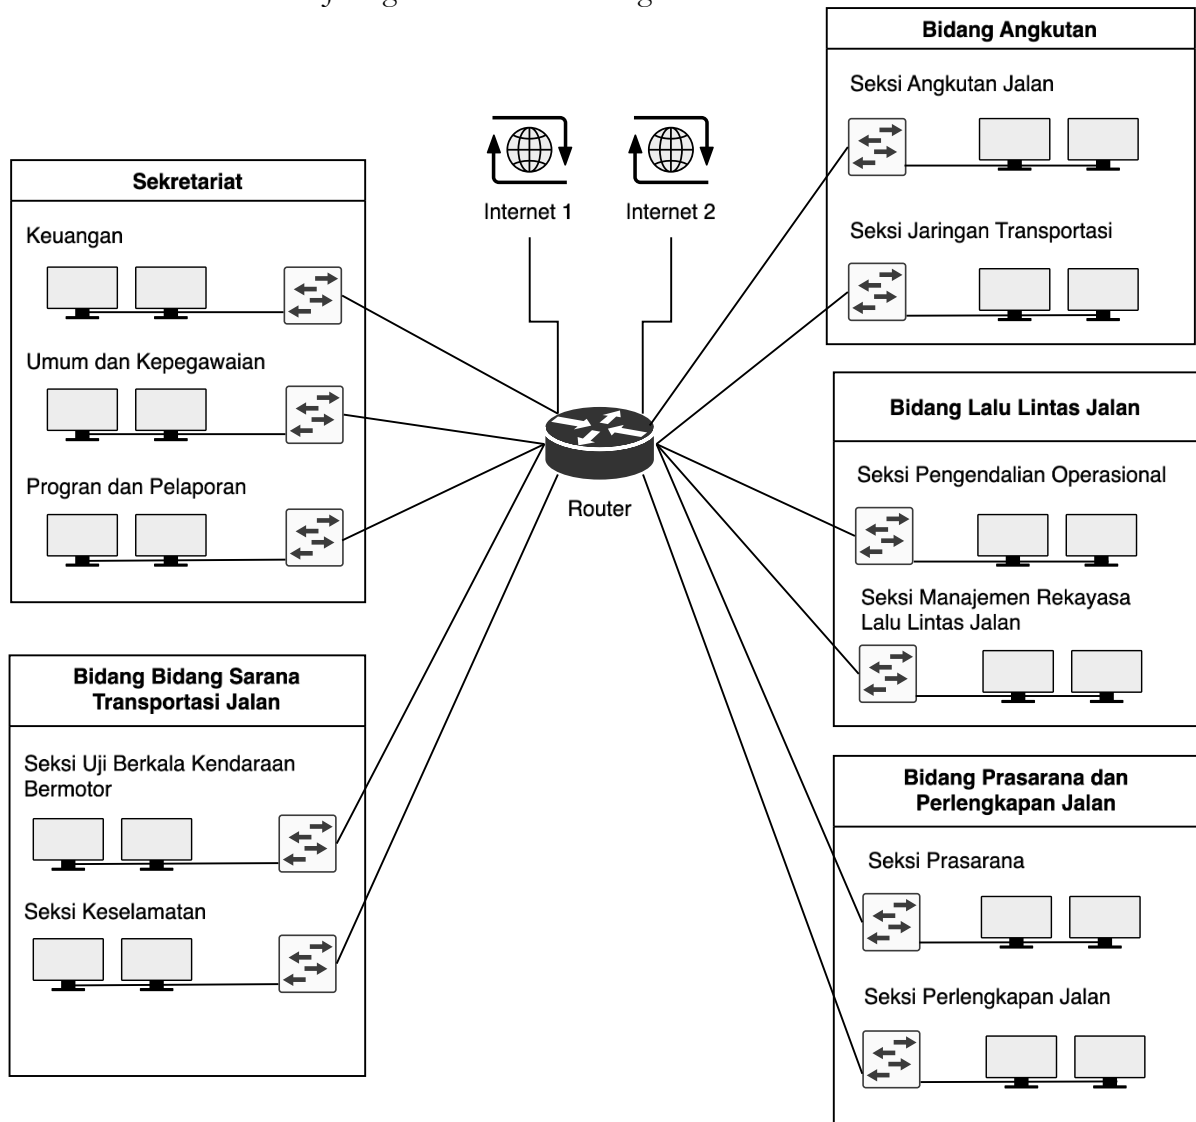 Bidang Angkutan
Seksi Angkutan Jalan
Seksi Jaringan Transportasi
Internet 1
Internet 2
Sekretariat
Keuangan
Umum dan Kepegawaian
Progran dan Pelaporan
Router
Bidang Lalu Lintas Jalan
Seksi Pengendalian Operasional
Seksi Manajemen Rekayasa
Lalu Lintas Jalan
Bidang Bidang Sarana
Transportasi Jalan
Seksi Uji Berkala Kendaraan
Bermotor
Seksi Keselamatan
Bidang Prasarana dan
Perlengkapan Jalan
Seksi Prasarana
Seksi Perlengkapan Jalan